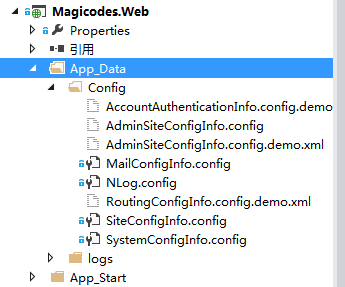 Magicodes.Web
Properties
引用
App_Data
Config
AccountAuthenticationInfo.config.demo
AdminSiteConfigInfo.config
AdminSiteConfigInfo.config.demo.xml
MailConfigInfo.config
NLog.config
RoutingConfigInfo.config.demo.xml
SiteConfigInfo.config
SystemConfigInfo.config
logs
App_Start